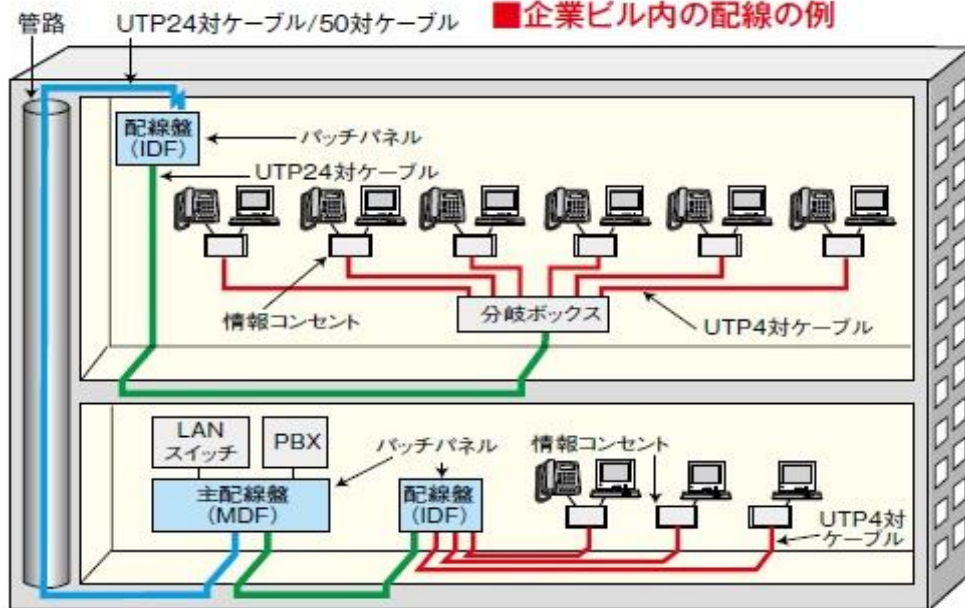 ■企業ビル内の配線の例
管路
UTP24対ケーブル/50対ケーブル
配線盤
(IDF)
パッチパネル
UTP24対ケーブル
情報コンセント
分岐ボックス
UTP4対ケーブル
LAN
スイッチ
PBX
パッチパネル
情報コンセント
主配線盤
(MDF)
配線盤
(IDF)
UTP4対
ケーブル